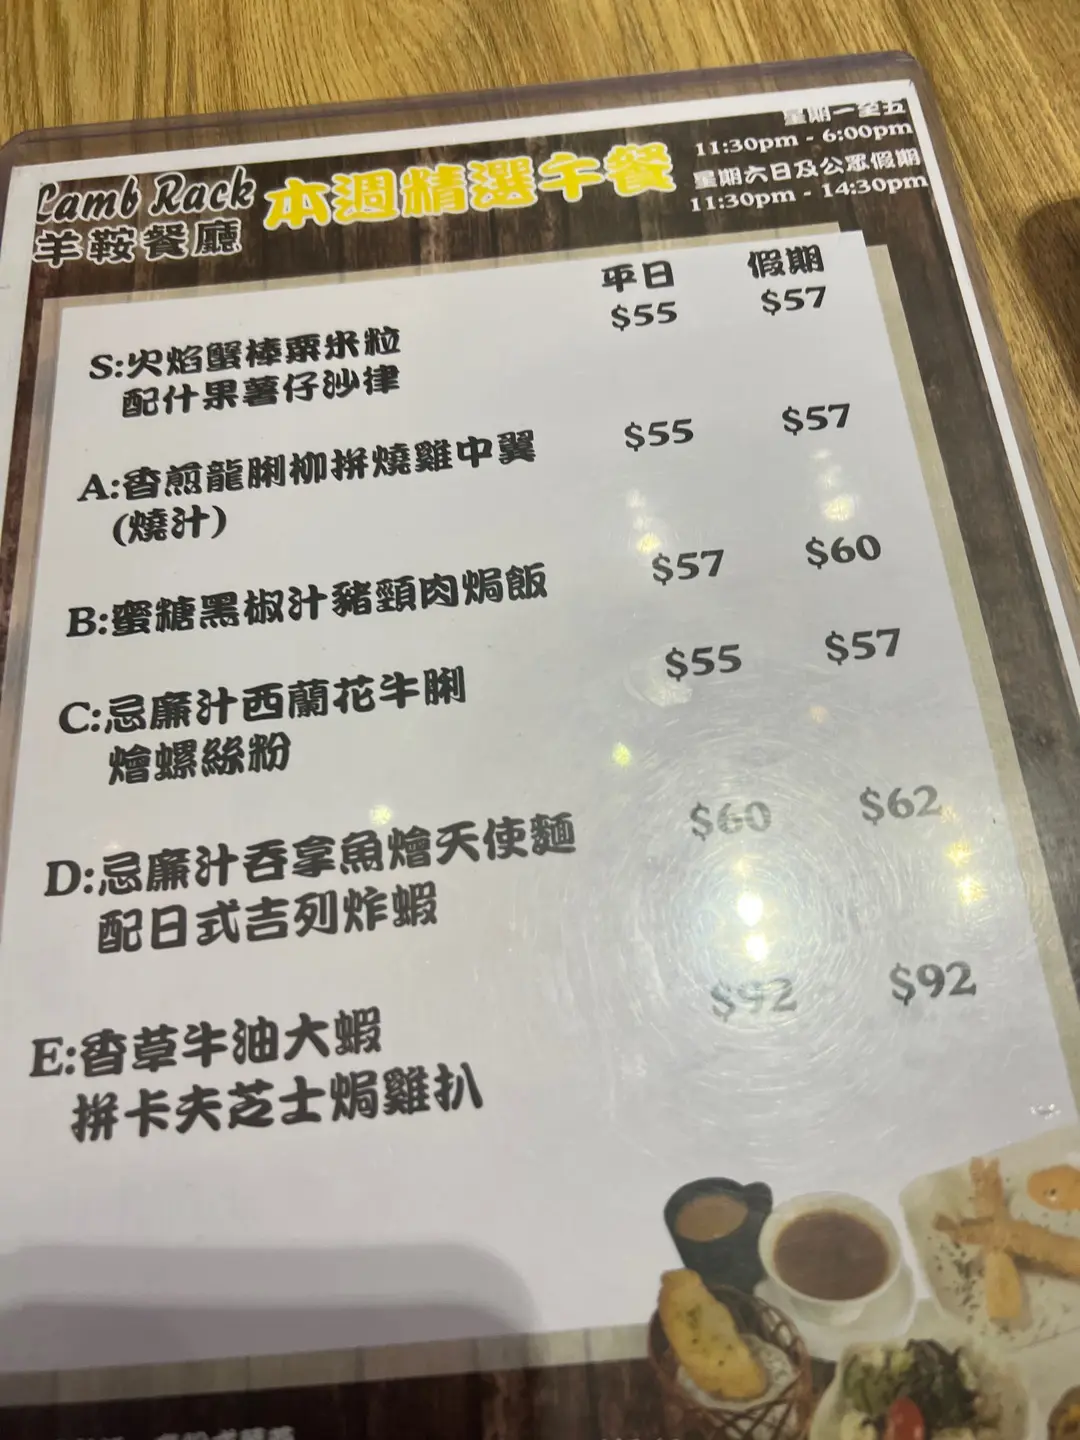 Lamb Rack
羊鞍餐廳
本週精選午餐
星期一至五
11:30pm - 6:00pm
星期六日及公眾假期
11:30pm - 14:30pm
平日 假期
S:火焰蟹棒粟米粒 $55 $57
配什果薯仔沙律
A:香煎龍脷柳拼燒雞中翼 $55 $57
(燒汁)
B:蜜糖黑椒汁豬頸肉焗飯 $57 $60
C:忌廉汁西蘭花牛脷 $55 $57
燴螺絲粉
D:忌廉汁吞拿魚燴天使麵 $60 $62
配日式吉列炸蝦
E:香草牛油大蝦 $92 $92
拼卡夫芝士焗雞扒